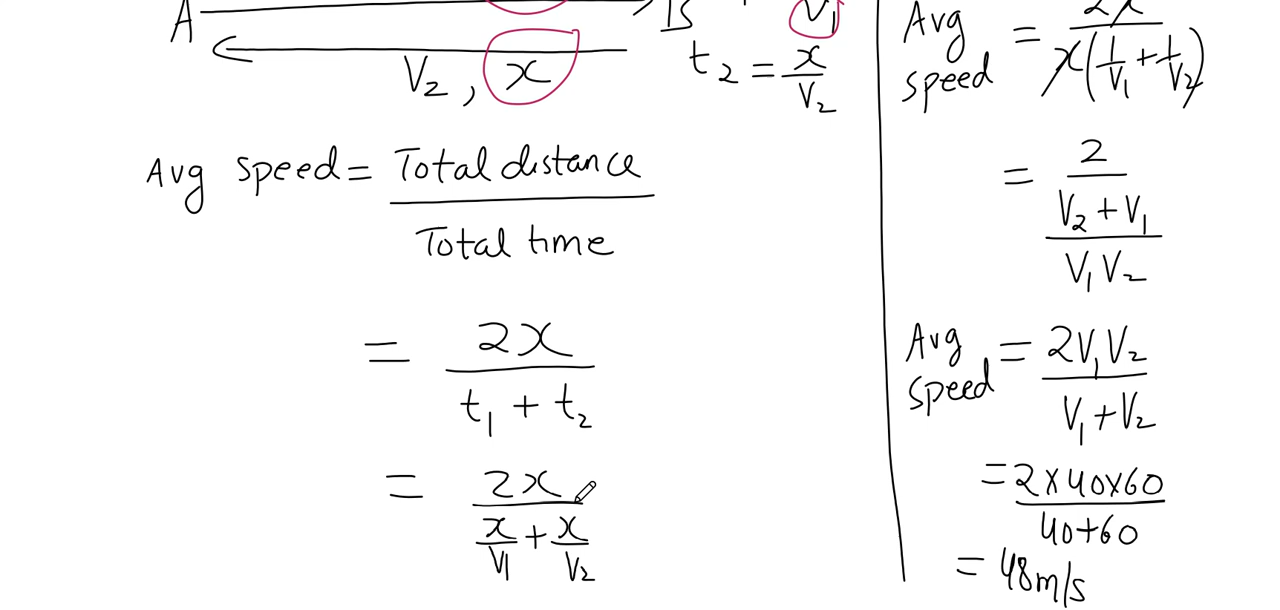 A B V₁
V₂, x
t₂ = x/V₂
Avg speed = Total distance / Total time
= 2x / (t₁ + t₂)
= 2x / (x/V₁ + x/V₂)
Avg speed = 2x / x(1/V₁ + 1/V₂)
= 2 / ((V₂ + V₁) / V₁V₂)
Avg speed = 2V₁V₂ / (V₁ + V₂)
= 2×40×60 / (40+60)
= 48m/s